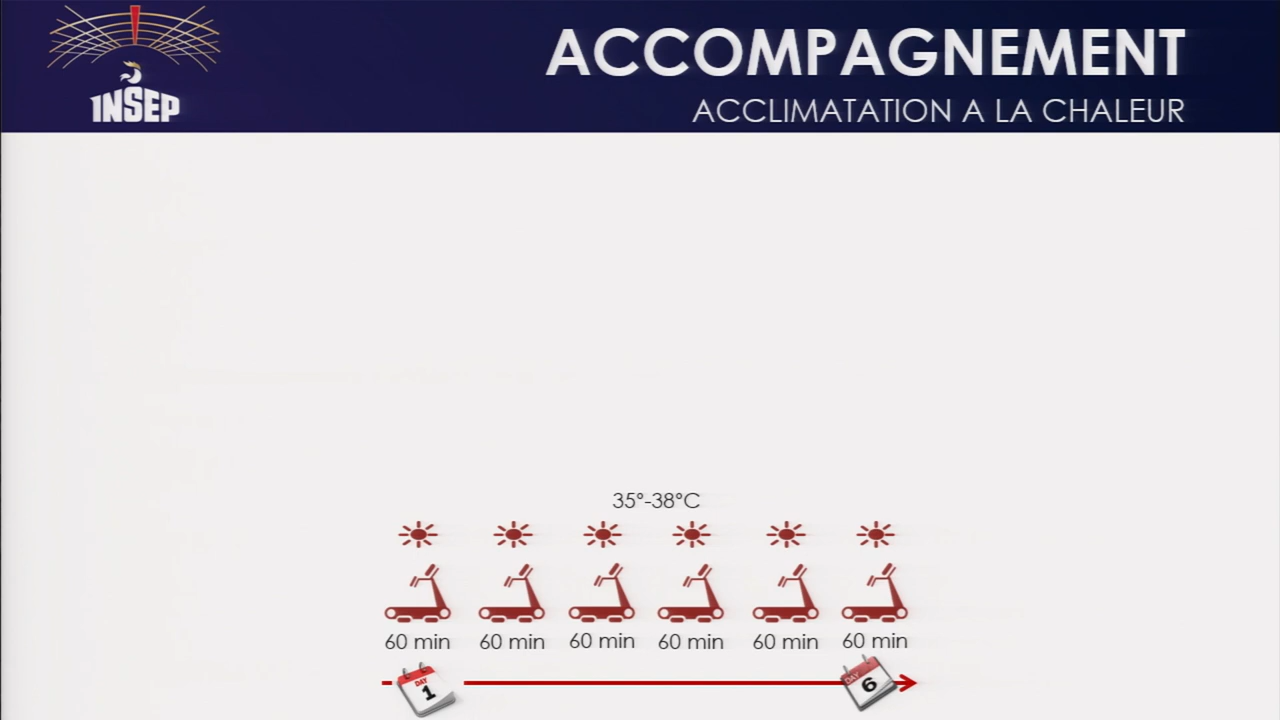 INSEP
ACCOMPAGNEMENT
ACCLIMATATION A LA CHALEUR
35°-38°C
60 min 60 min 60 min 60 min 60 min 60 min
DAY 1
DAY 6